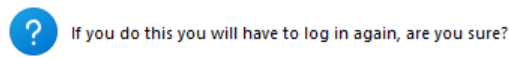 If you do this you will have to log in again, are you sure?